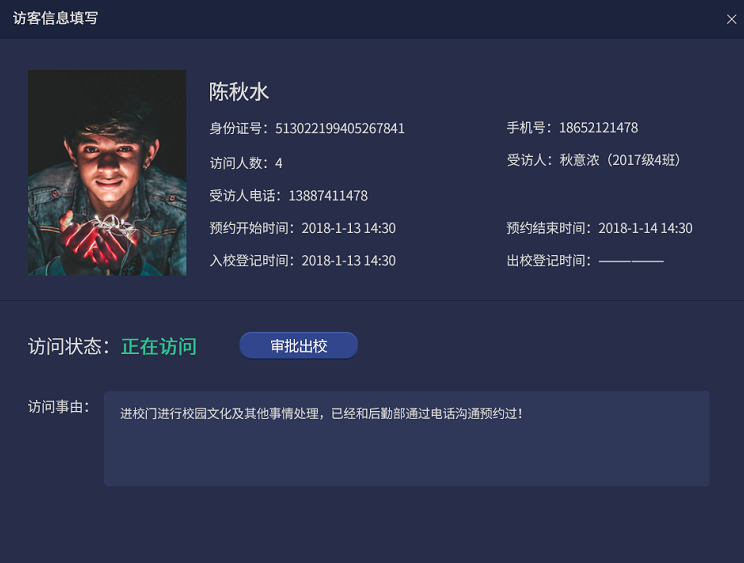 访客信息填写
陈秋水
身份证号：513022199405267841 手机号：18652121478
访问人数：4 受访人：秋意浓（2017级4班）
受访人电话：13887411478
预约开始时间：2018-1-13 14:30 预约结束时间：2018-1-14 14:30
入校登记时间：2018-1-13 14:30 出校登记时间：—————
访问状态：正在访问 审批出校
访问事由： 进校门进行校园文化及其他事情处理，已经和后勤部通过电话沟通预约过！